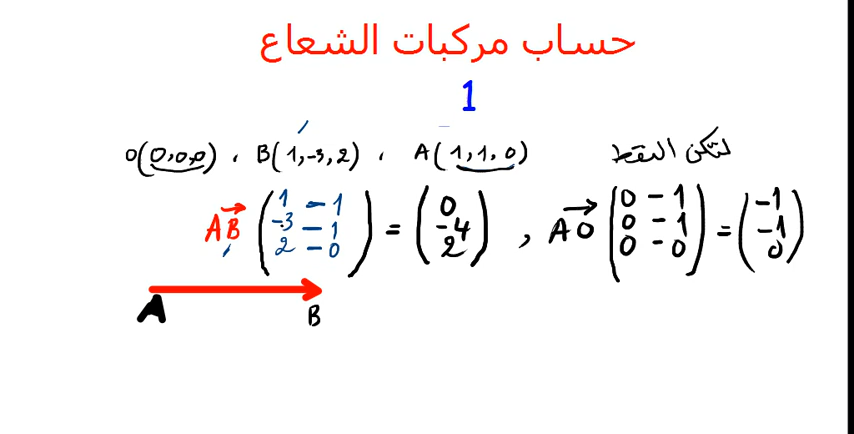 حساب مركبات الشعاع
1
لتكن النقط A(1,1,0) ، B(1,-3,2) ، O(0,0,0)
AB (1 - 1 -3 - 1 2 - 0) = (0 -4 2) , AO (0 - 1 0 - 1 0 - 0) = (-1 -1 0)
A B